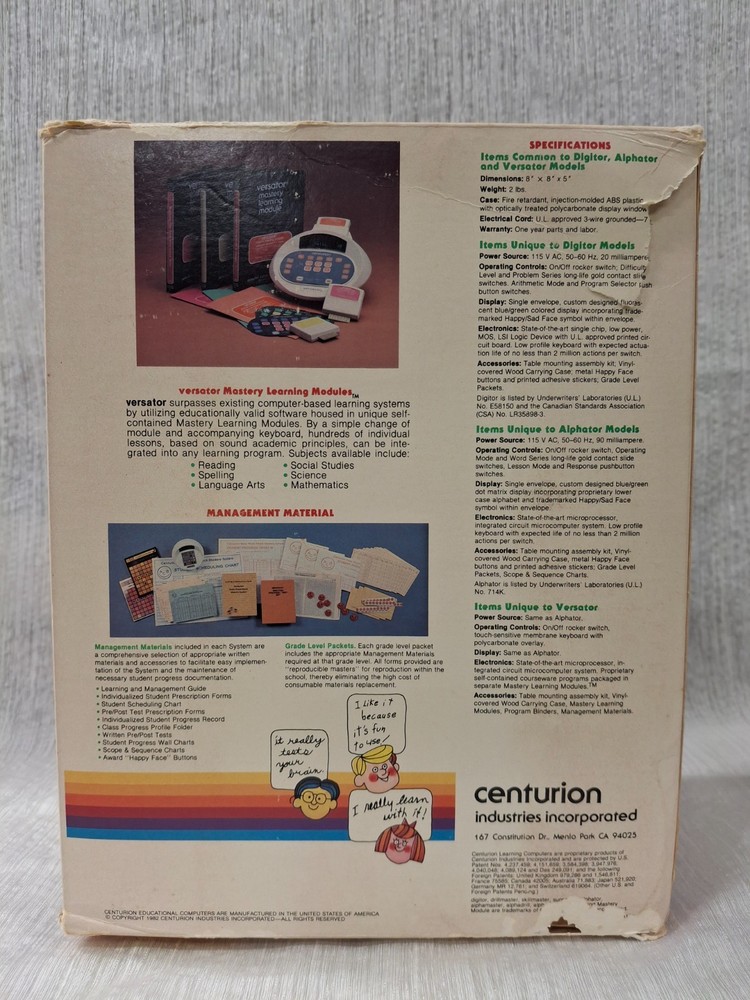 versator
mastery
learning
module
versator Mastery Learning Modules™
versator surpasses existing computer-based learning systems
by utilizing educationally valid software housed in unique self-
contained Mastery Learning Modules. By a simple change of
module and accompanying keyboard, hundreds of individual
lessons, based on sound academic principles, can be inte-
grated into any learning program. Subjects available include:
• Reading
• Spelling
• Language Arts
• Social Studies
• Science
• Mathematics
MANAGEMENT MATERIAL
Management Materials included in each System are
a comprehensive selection of appropriate written
materials and accessories to facilitate easy implemen-
tation of the System and the maintenance of
necessary student progress documentation.
• Learning and Management Guide
• Individualized Student Prescription Forms
• Student Scheduling Chart
• Pre/Post Test Prescription Forms
• Individualized Student Progress Record
• Class Progress Profile Folder
• Written Pre/Post Tests
• Student Progress Wall Charts
• Scope & Sequence Charts
• Award "Happy Face" Buttons
Grade Level Packets. Each grade level packet
includes the appropriate Management Materials
required at that grade level. All forms provided are
"reproducible masters" for reproduction within the
school, thereby eliminating the high cost of
consumable materials replacement.
I like it
because
it's fun
to use!
it really
tests
your
brain.
I really learn
with it!
CENTURION EDUCATIONAL COMPUTERS ARE MANUFACTURED IN THE UNITED STATES OF AMERICA
© COPYRIGHT 1982 CENTURION INDUSTRIES INCORPORATED—ALL RIGHTS RESERVED
SPECIFICATIONS
Items Common to Digitor, Alphator
and Versator Models
Dimensions: 8" × 8" x 5"
Weight: 2 lbs.
Case: Fire retardant, injection-molded ABS plastic
with optically treated polycarbonate display window
Electrical Cord: U.L. approved 3-wire grounded—7
Warranty: One year parts and labor.
Items Unique to Digitor Models
Power Source: 115 V AC, 50-60 Hz, 20 milliampere
Operating Controls: On/Off rocker switch; Difficulty
Level and Problem Series long-life gold contact slide
switches. Arithmetic Mode and Program Selector push
button switches.
Display: Single envelope, custom designed fluores-
cent blue/green colored display incorporating trade-
marked Happy/Sad Face symbol within envelope.
Electronics: State-of-the-art single chip, low power,
MOS, LSI Logic Device with U.L. approved printed cir-
cuit board. Low profile keyboard with expected actua-
tion life of no less than 2 million actions per switch.
Accessories: Table mounting assembly kit; Vinyl-
covered Wood Carrying Case; metal Happy Face
buttons and printed adhesive stickers; Grade Level
Packets.
Digitor is listed by Underwriters' Laboratories (U.L.)
No. E58150 and the Canadian Standards Association
(CSA) No. LR35898-3.
Items Unique to Alphator Models
Power Source: 115 V AC, 50-60 Hz, 90 milliampere.
Operating Controls: On/Off rocker switch, Operating
Mode and Word Series long-life gold contact slide
switches, Lesson Mode and Response pushbutton
switches.
Display: Single envelope, custom designed blue/green
dot matrix display incorporating proprietary lower
case alphabet and trademarked Happy/Sad Face
symbol within envelope.
Electronics: State-of-the-art microprocessor,
integrated circuit microcomputer system; Low profile
keyboard with expected life of no less than 2 million
actions per switch.
Accessories: Table mounting assembly kit, Vinyl-
covered Wood Carrying Case, metal Happy Face
buttons and printed adhesive stickers; Grade Level
Packets, Scope & Sequence Charts.
Alphator is listed by Underwriters' Laboratories (U.L.)
No. 714K.
Items Unique to Versator
Power Source: Same as Alphator.
Operating Controls: On/Off rocker switch,
touch-sensitive membrane keyboard with
polycarbonate overlay.
Display: Same as Alphator.
Electronics: State-of-the-art microprocessor, in-
tegrated circuit microcomputer system. Proprietary
self-contained courseware programs packaged in
separate Mastery Learning Modules.™
Accessories: Table mounting assembly kit, Vinyl-
covered Wood Carrying Case, Mastery Learning
Modules, Program Binders, Management Materials.
centurion
industries incorporated
167 Constitution Dr., Menlo Park CA 94025
Centurion Learning Computers are proprietary products of
Centurion Industries Incorporated and are protected by U.S.
Foreign Patents Pending.)